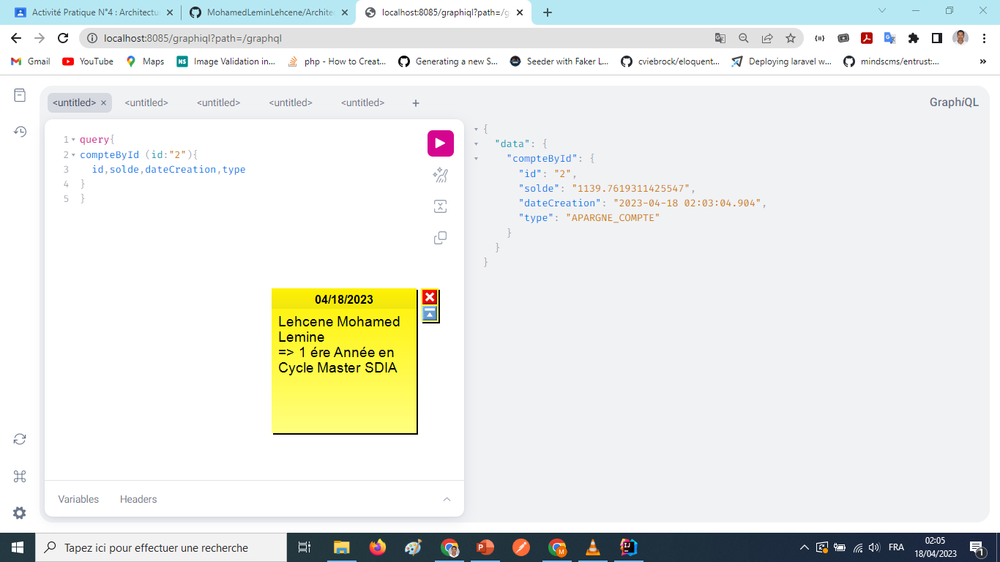 Activité Pratique N°4 : Architectu
MohamedLeminLehcene/Archite
localhost:8085/graphiql?path=/g
localhost:8085/graphiql?path=/graphql
Gmail
YouTube
Maps
NS
Image Validation in...
php - How to Creat...
Generating a new S...
Seeder with Faker L...
cviebrock/eloquent...
Deploying laravel w...
mindscms/entrust:...
»
<untitled>
<untitled>
<untitled>
<untitled>
<untitled>
+
GraphiQL
1 query{
2 compteById (id:"2"){
3 id,solde,dateCreation,type
4 }
5 }
{
"data": {
"compteById": {
"id": "2",
"solde": "1139.7619311425547",
"dateCreation": "2023-04-18 02:03:04.904",
"type": "APARGNE_COMPTE"
}
}
}
04/18/2023
Lehcene Mohamed
Lemine
=> 1 ére Année en
Cycle Master SDIA
Variables
Headers
Tapez ici pour effectuer une recherche
FRA
02:05
18/04/2023
1